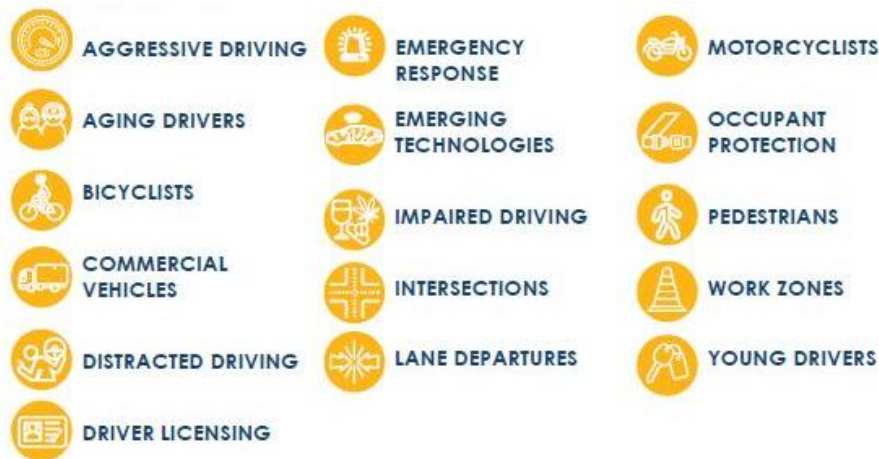 AGGRESSIVE DRIVING
AGING DRIVERS
BICYCLISTS
COMMERCIAL
VEHICLES
DISTRACTED DRIVING
DRIVER LICENSING
EMERGENCY
RESPONSE
EMERGING
TECHNOLOGIES
IMPAIRED DRIVING
INTERSECTIONS
LANE DEPARTURES
MOTORCYCLISTS
OCCUPANT
PROTECTION
PEDESTRIANS
WORK ZONES
YOUNG DRIVERS